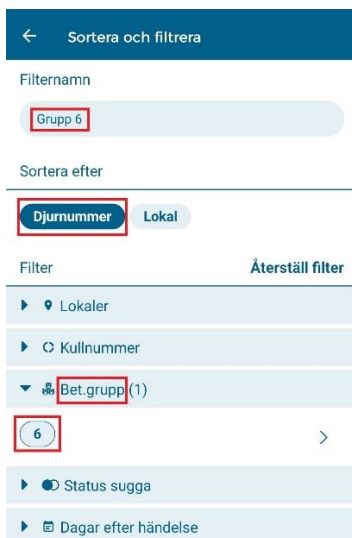 Sortera och filtrera
Filternamn
Grupp 6
Sortera efter
Djurnummer Lokal
Filter Återställ filter
Lokaler
Kullnummer
Bet.grupp (1)
6
Status sugga
Dagar efter händelse